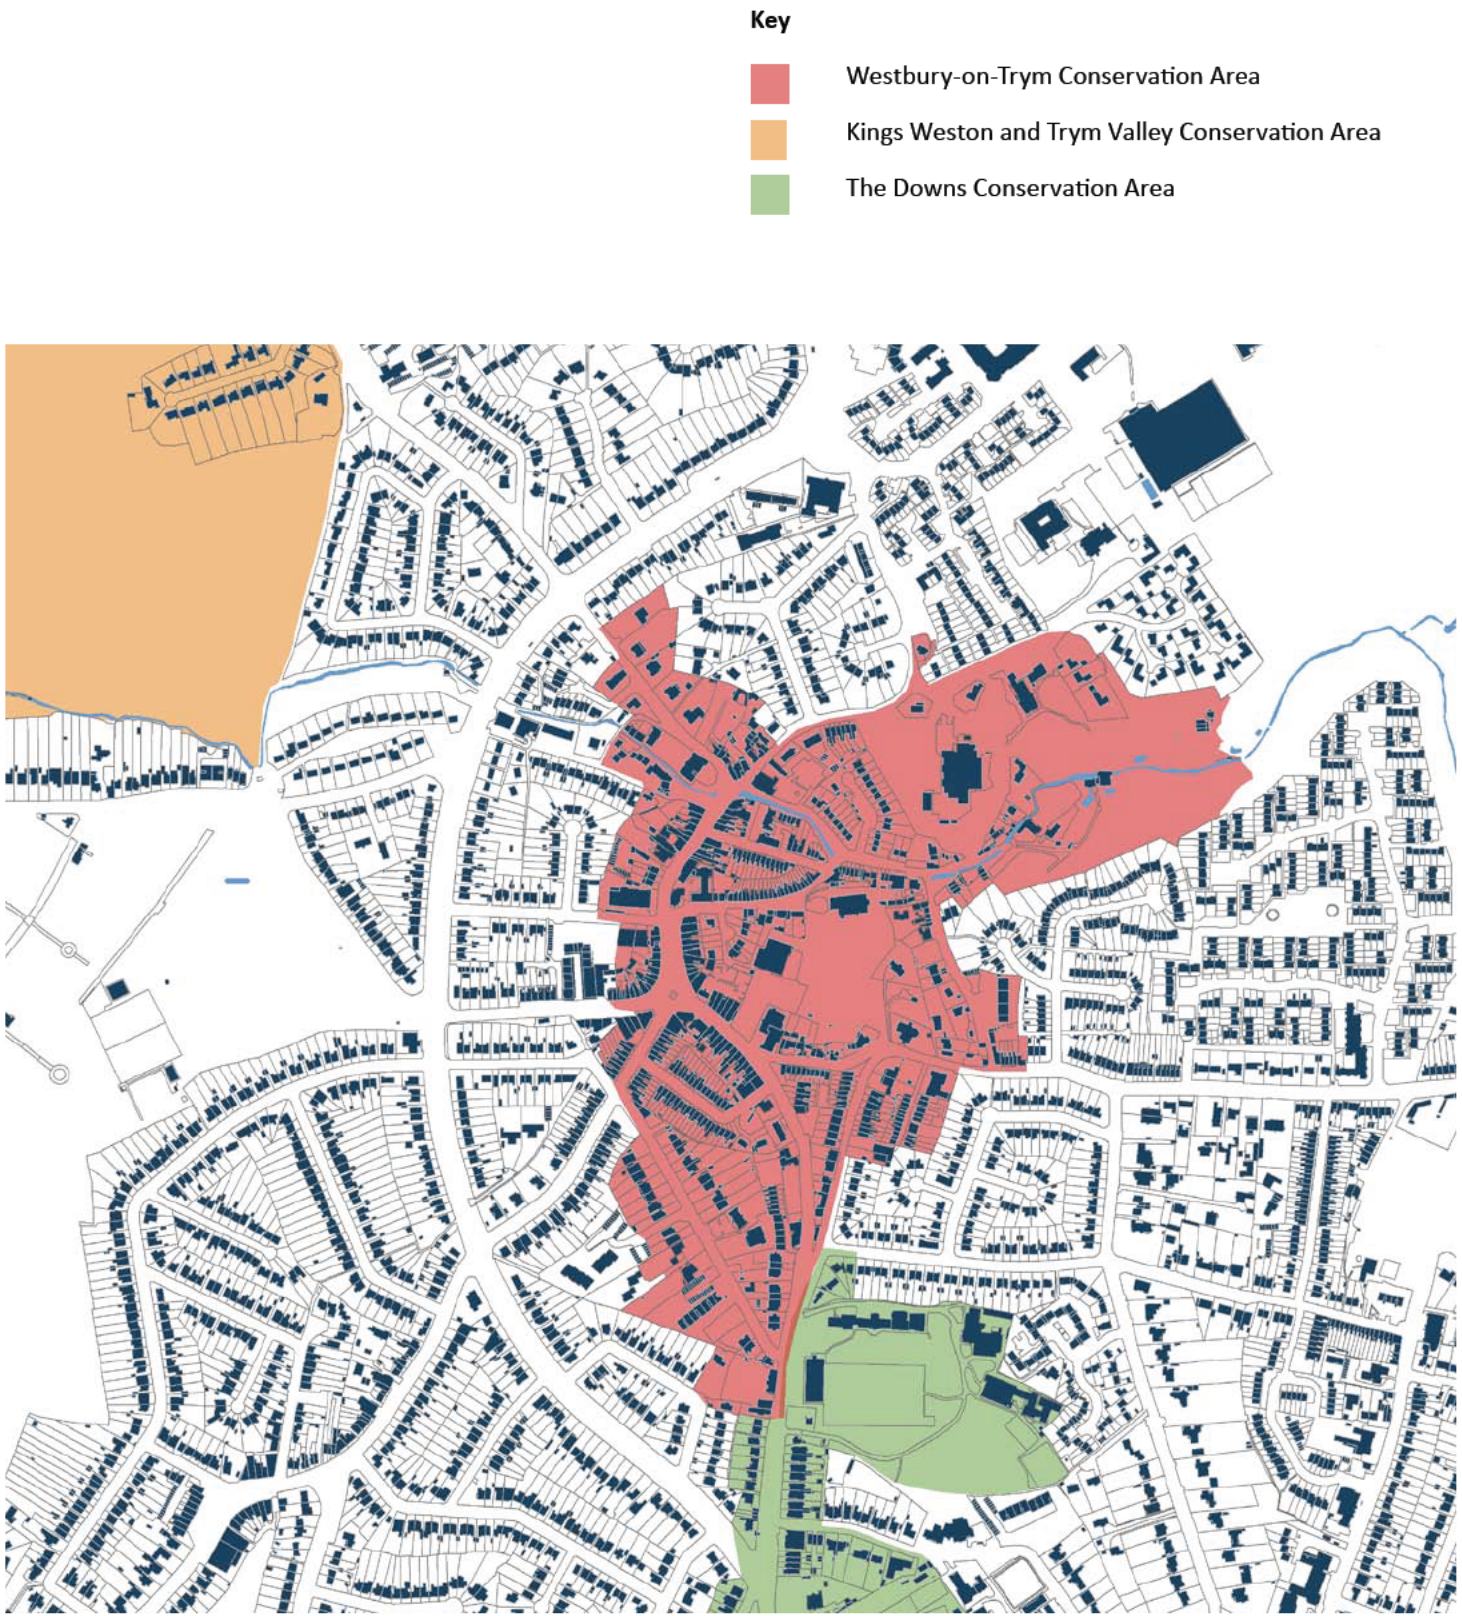 Key
Westbury-on-Trym Conservation Area
Kings Weston and Trym Valley Conservation Area
The Downs Conservation Area